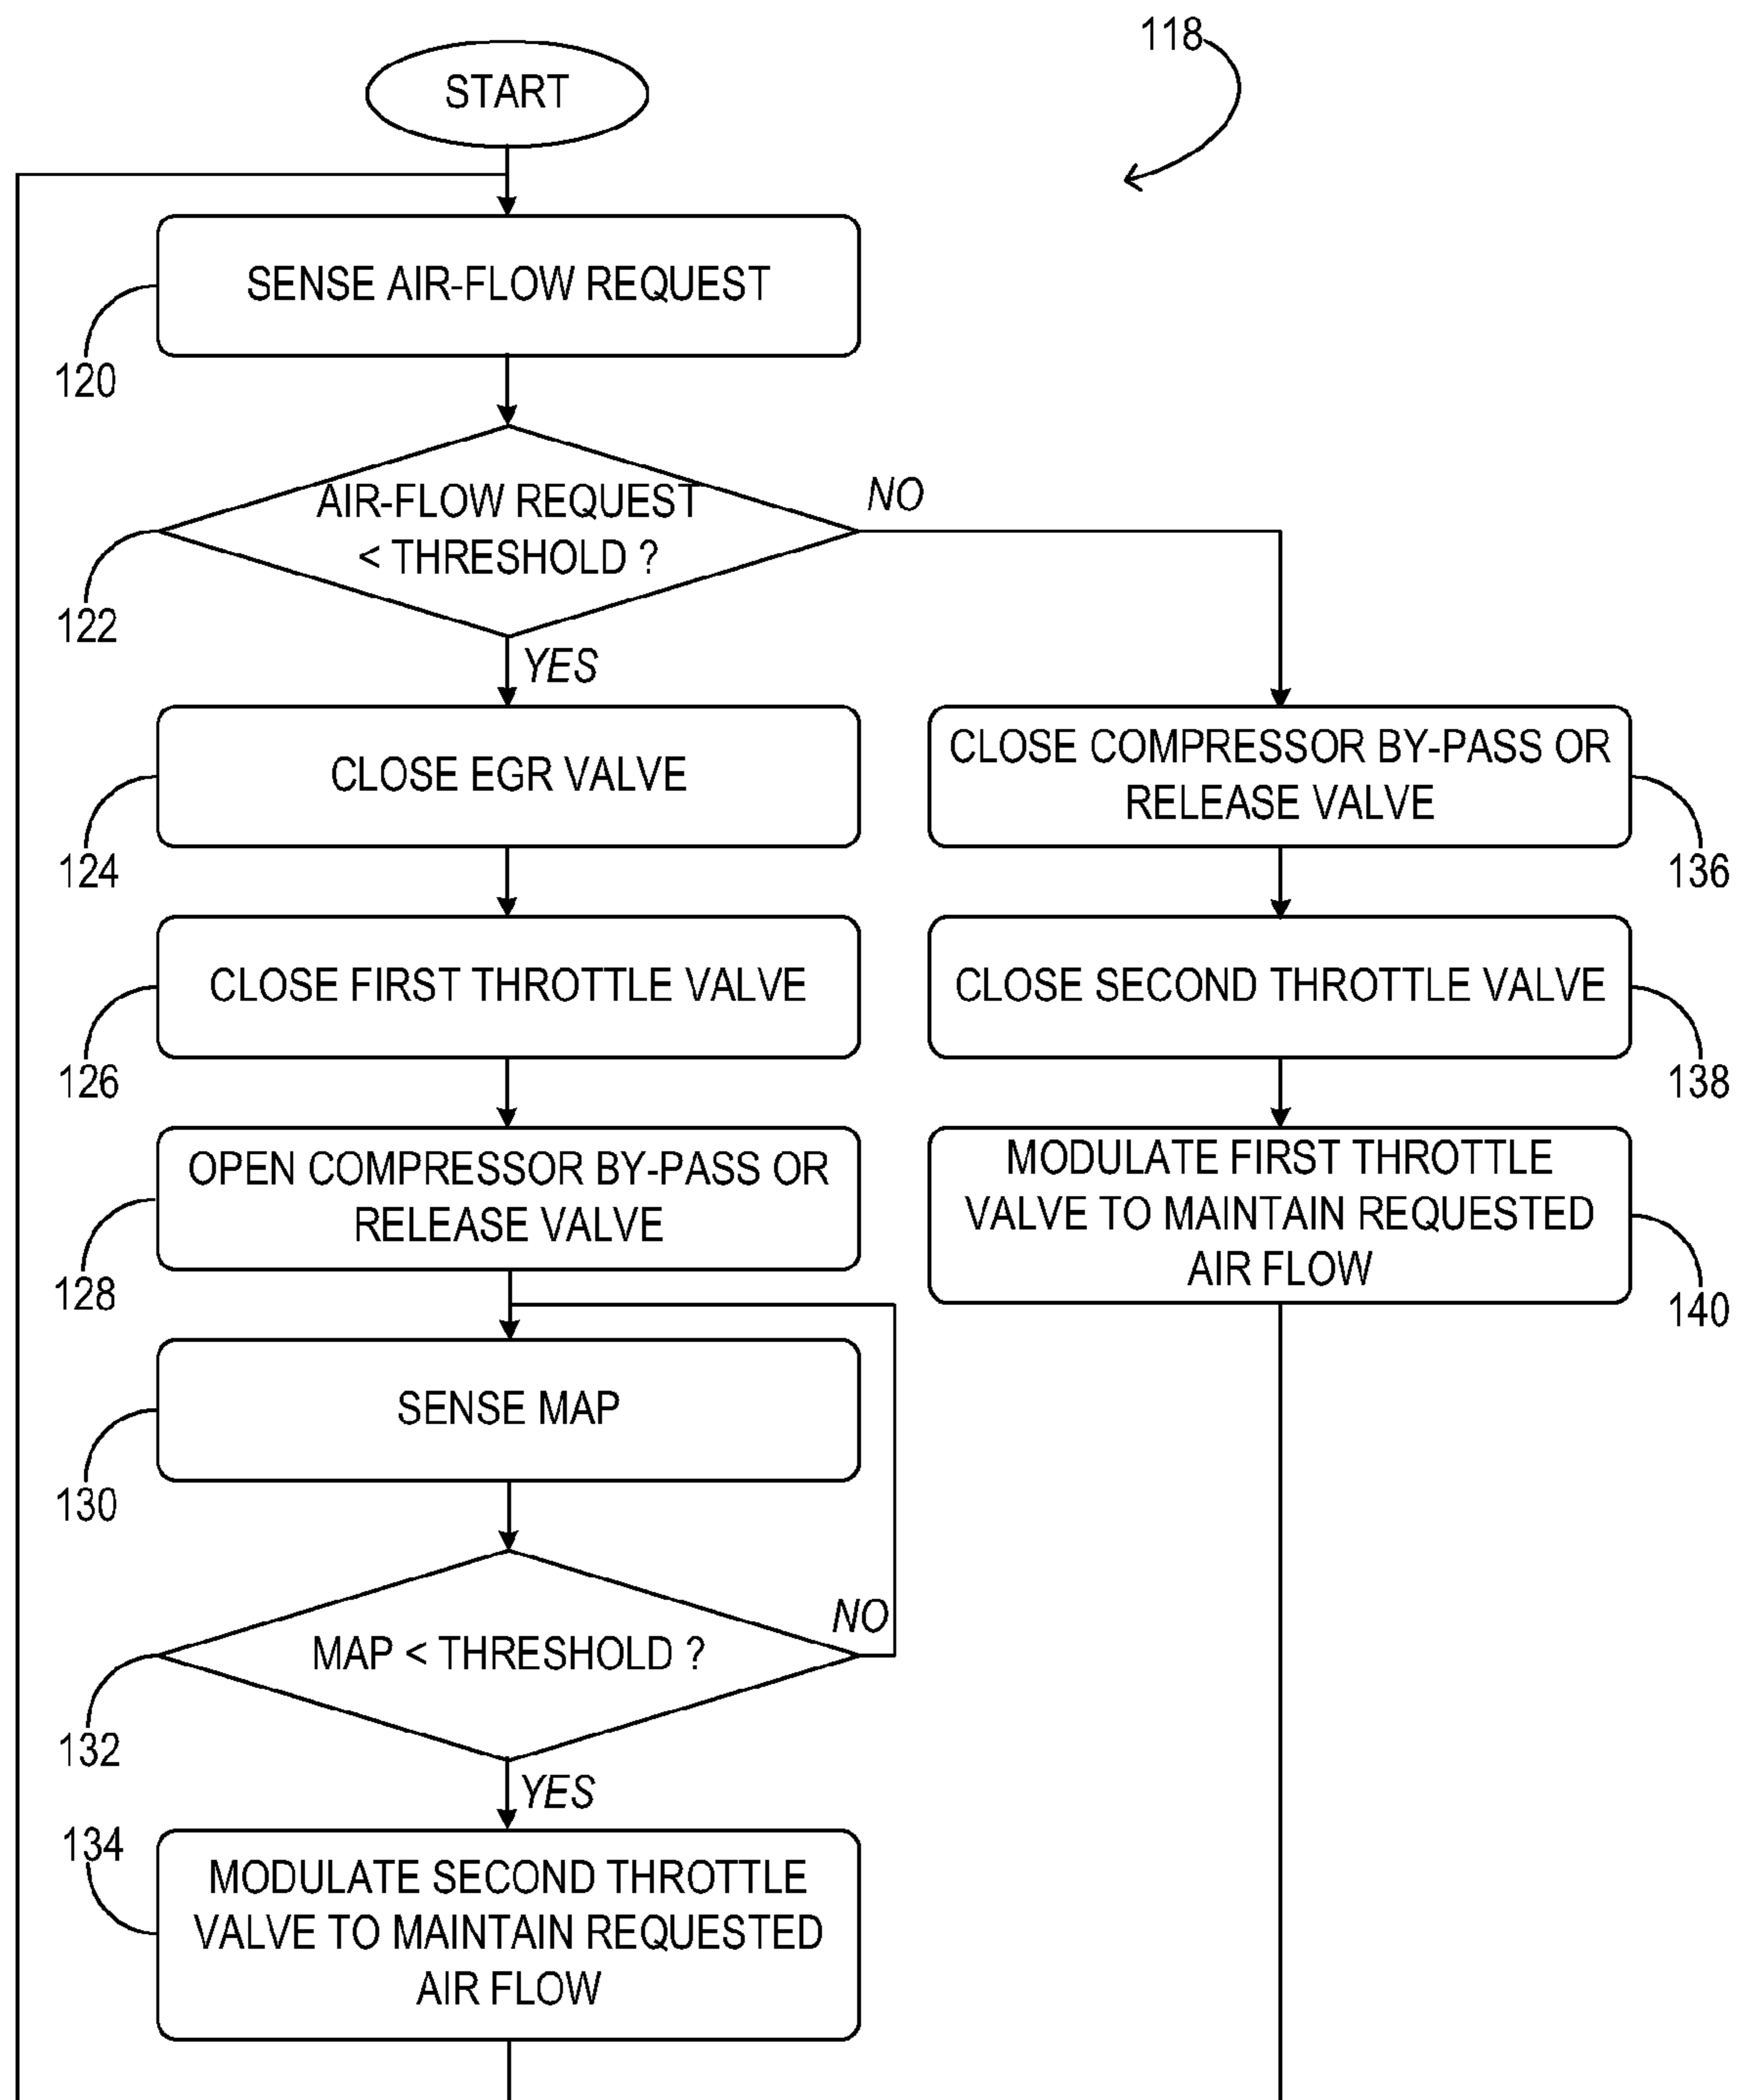 118
START
SENSE AIR-FLOW REQUEST
120
AIR-FLOW REQUEST
< THRESHOLD ?
NO
122
YES
CLOSE EGR VALVE
124
CLOSE COMPRESSOR BY-PASS OR
RELEASE VALVE
136
CLOSE FIRST THROTTLE VALVE
126
CLOSE SECOND THROTTLE VALVE
138
OPEN COMPRESSOR BY-PASS OR
RELEASE VALVE
128
MODULATE FIRST THROTTLE
VALVE TO MAINTAIN REQUESTED
AIR FLOW
140
SENSE MAP
130
MAP < THRESHOLD ?
NO
132
YES
134
MODULATE SECOND THROTTLE
VALVE TO MAINTAIN REQUESTED
AIR FLOW